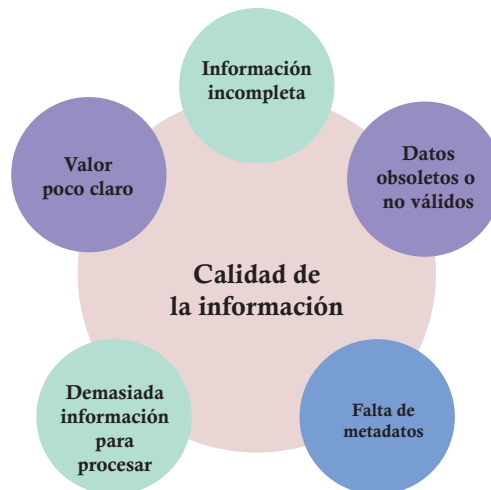 Información
incompleta
Valor
poco claro
Datos
obsoletos o
no válidos
Calidad de
la información
Demasiada
información
para
procesar
Falta de
metadatos